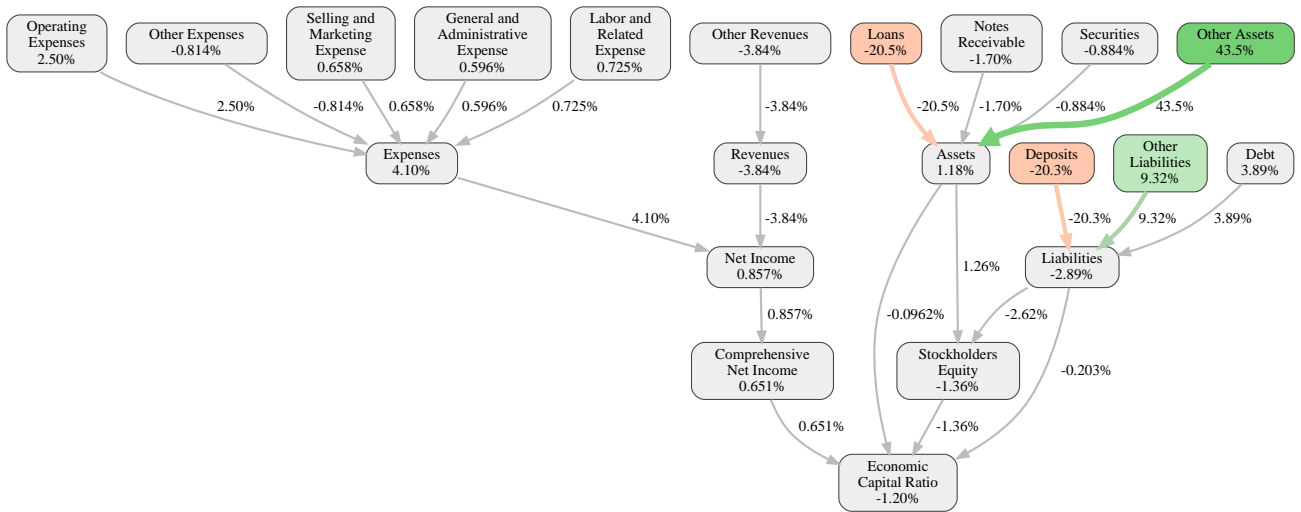 Operating
Expenses
2.50%
Other Expenses
-0.814%
Selling and
Marketing
Expense
0.658%
General and
Administrative
Expense
0.596%
Labor and
Related
Expense
0.725%
Other Revenues
-3.84%
Loans
-20.5%
Notes
Receivable
-1.70%
Securities
-0.884%
Other Assets
43.5%
2.50%
-0.814%
0.658%
0.596%
0.725%
-3.84%
-20.5%
-1.70%
-0.884%
43.5%
Expenses
4.10%
Revenues
-3.84%
Assets
1.18%
Deposits
-20.3%
Other
Liabilities
9.32%
Debt
3.89%
4.10%
-3.84%
-20.3%
9.32%
3.89%
Net Income
0.857%
1.26%
Liabilities
-2.89%
0.857%
-0.0962%
-2.62%
-0.203%
Comprehensive
Net Income
0.651%
Stockholders
Equity
-1.36%
0.651%
-1.36%
Economic
Capital Ratio
-1.20%